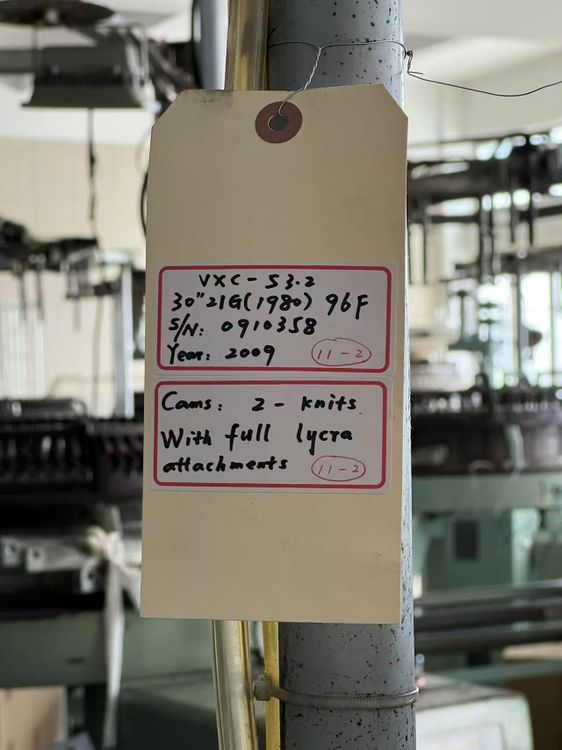 VXC-S3.2
30"21G(1980) 96F
S/N: 0910358
Year: 2009 11-2
Cams: 2-knits
With full lycra
attachments 11-2